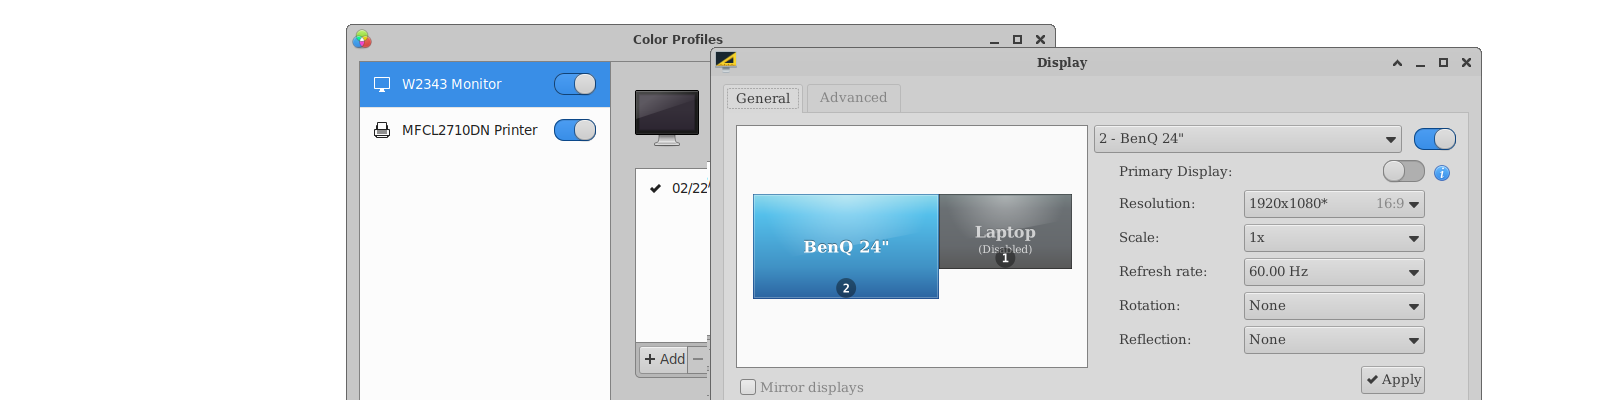 Color Profiles
W2343 Monitor
MFCL2710DN Printer
02/22
Add
Display
General
Advanced
BenQ 24"
2
Laptop
(Disabled)
1
Mirror displays
2 - BenQ 24"
Primary Display:
Resolution:
1920x1080*
16:9
Scale:
1x
Refresh rate:
60.00 Hz
Rotation:
None
Reflection:
None
Apply